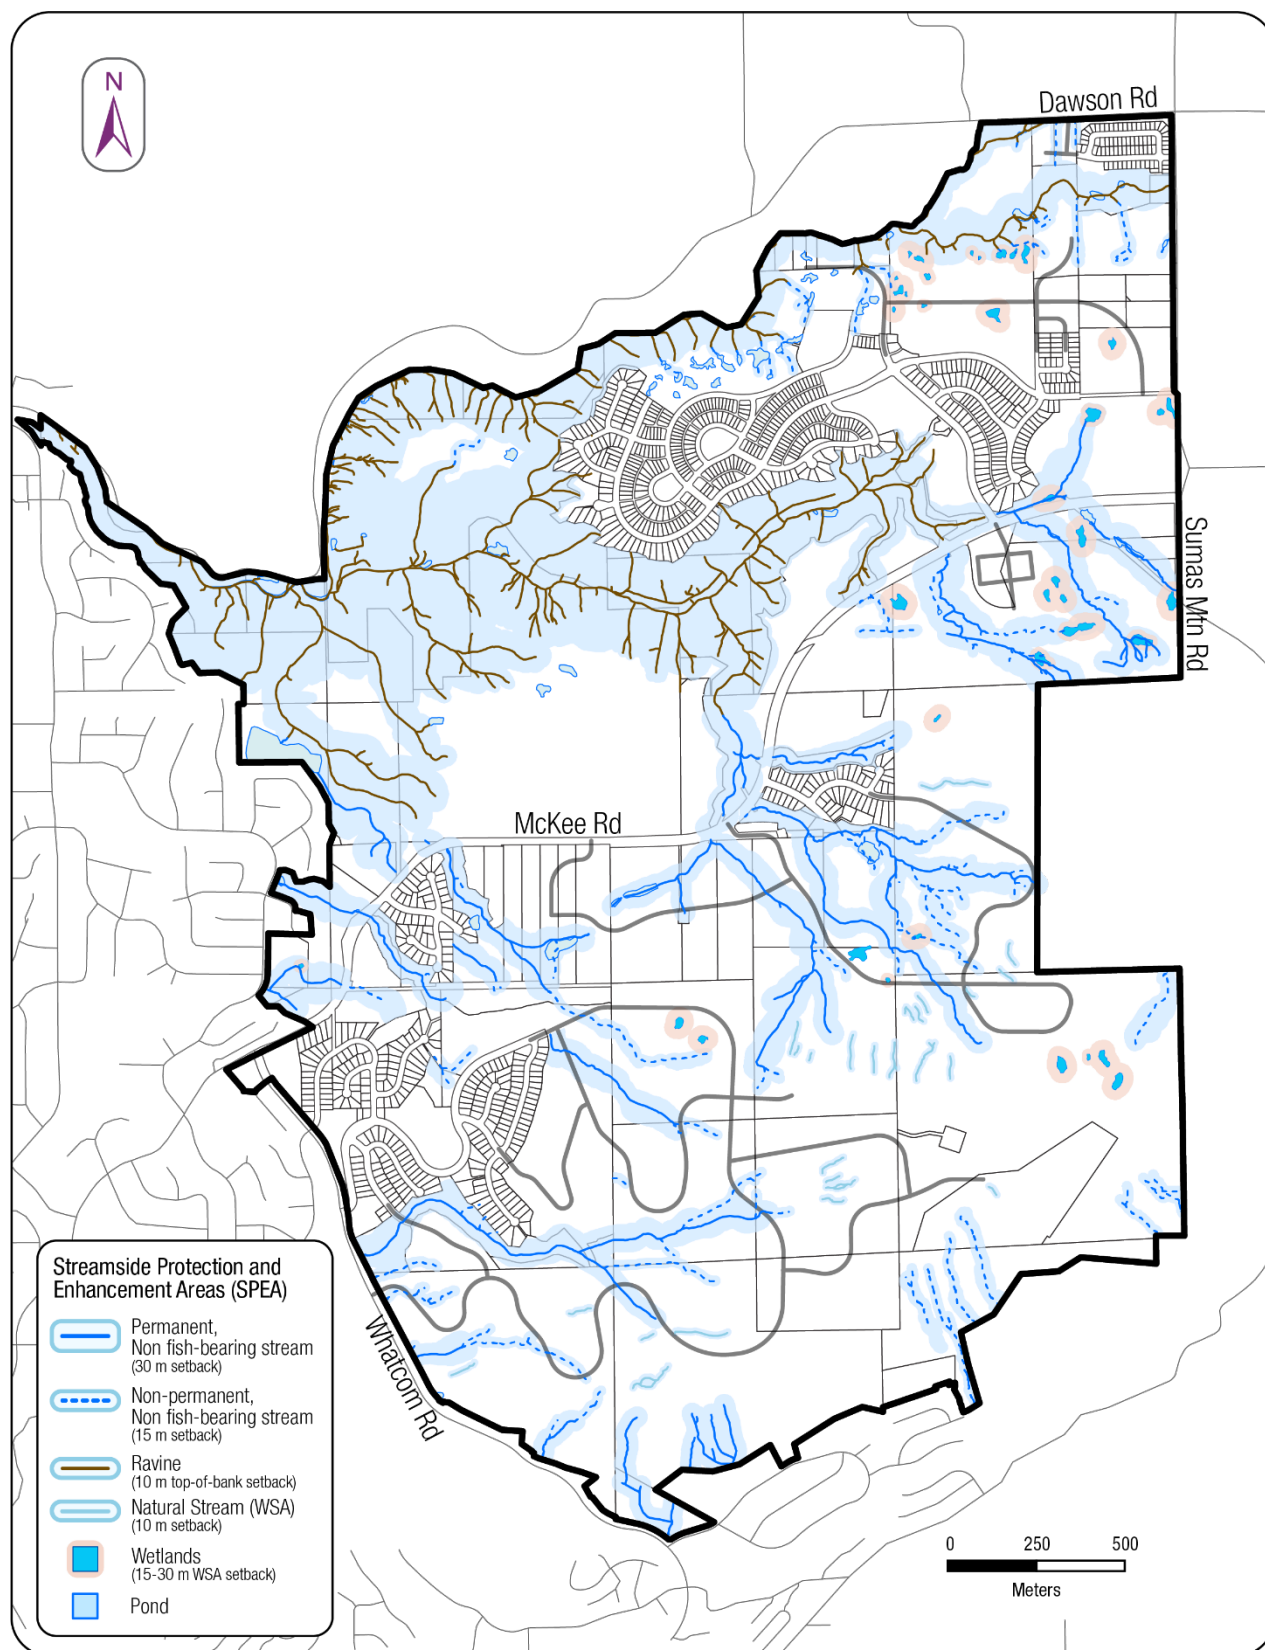 N
Dawson Rd
Sumas Mtn Rd
McKee Rd
Whatcom Rd
Streamside Protection and
Enhancement Areas (SPEA)
Permanent,
Non fish-bearing stream
(30 m setback)
Non-permanent,
Non fish-bearing stream
(15 m setback)
Ravine
(10 m top-of-bank setback)
Natural Stream (WSA)
(10 m setback)
Wetlands
(15-30 m WSA setback)
Pond
0 250 500
Meters